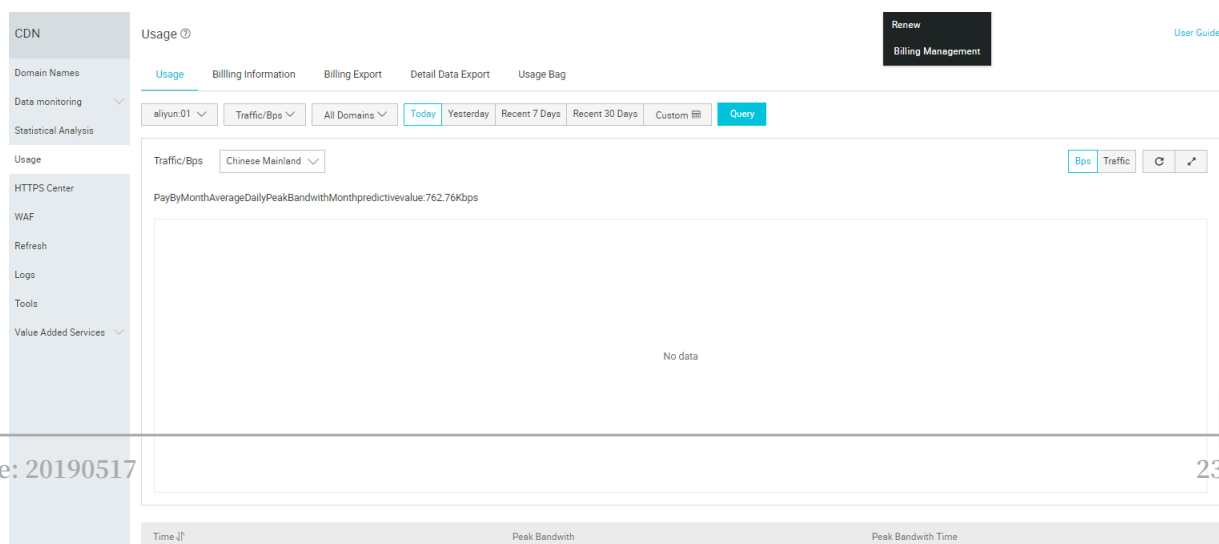 CDN
Usage
Renew
Billing Management
User Guide
Domain Names
Data monitoring
Statistical Analysis
Usage
HTTPS Center
WAF
Refresh
Logs
Tools
Value Added Services
Usage Billling Information Billing Export Detail Data Export Usage Bag
aliyun:01 Traffic/Bps All Domains Today Yesterday Recent 7 Days Recent 30 Days Custom Query
Traffic/Bps Chinese Mainland Bps Traffic
PayByMonthAverageDailyPeakBandwithMonthpredictivevalue:762.76Kbps
No data
e: 20190517 23
Time Peak Bandwith Peak Bandwith Time